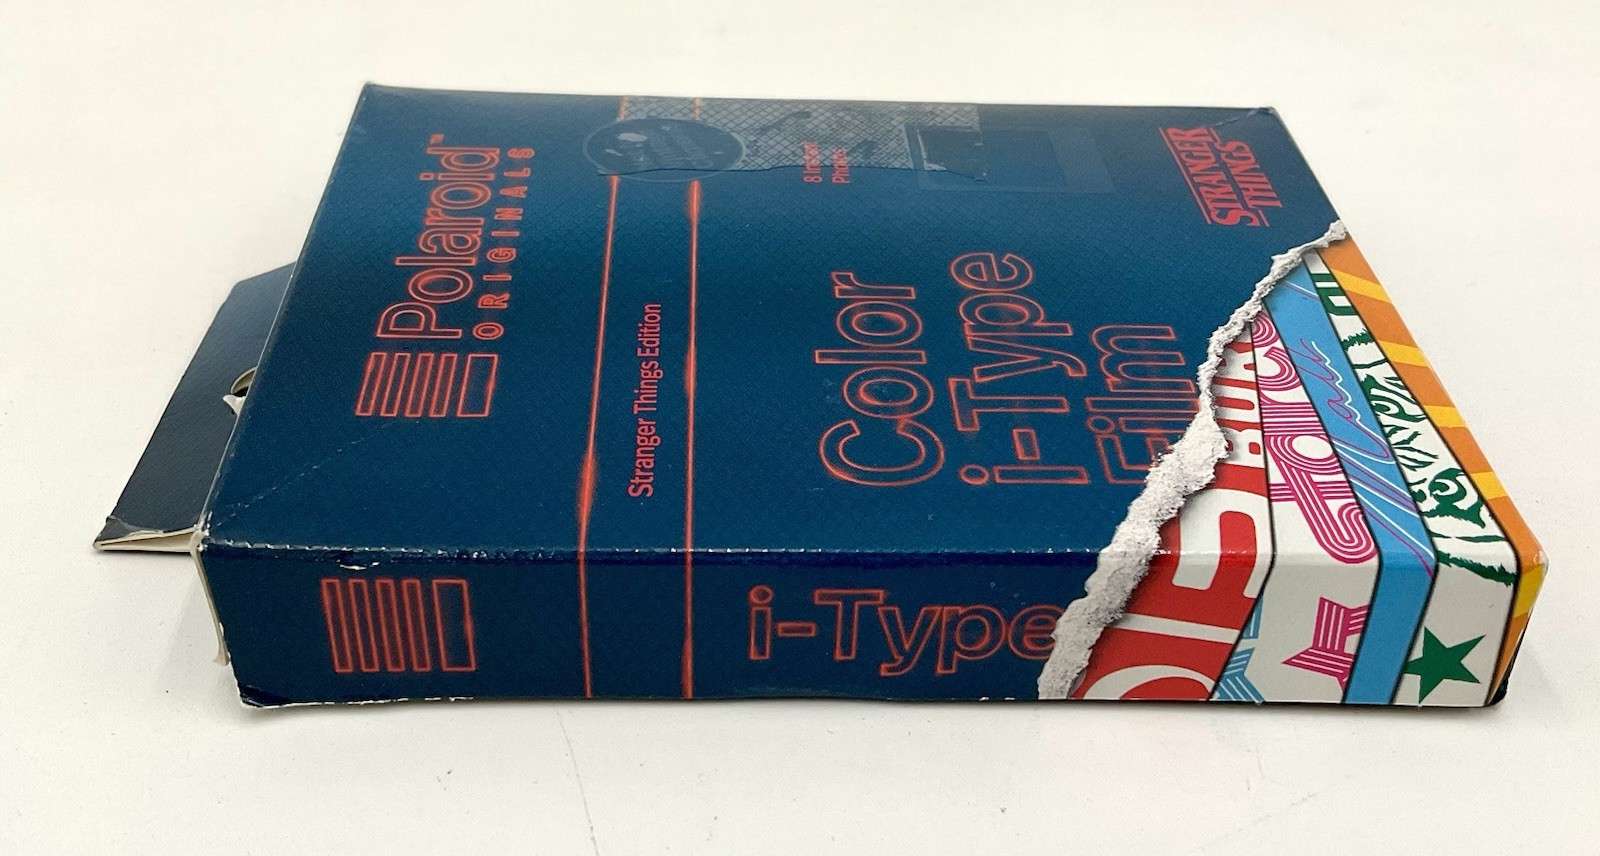 Polaroid™
ORIGINALS
Stranger Things Edition
8 Instant
Photos
Color
i-Type
Film
STRANGER
THINGS
i-Type